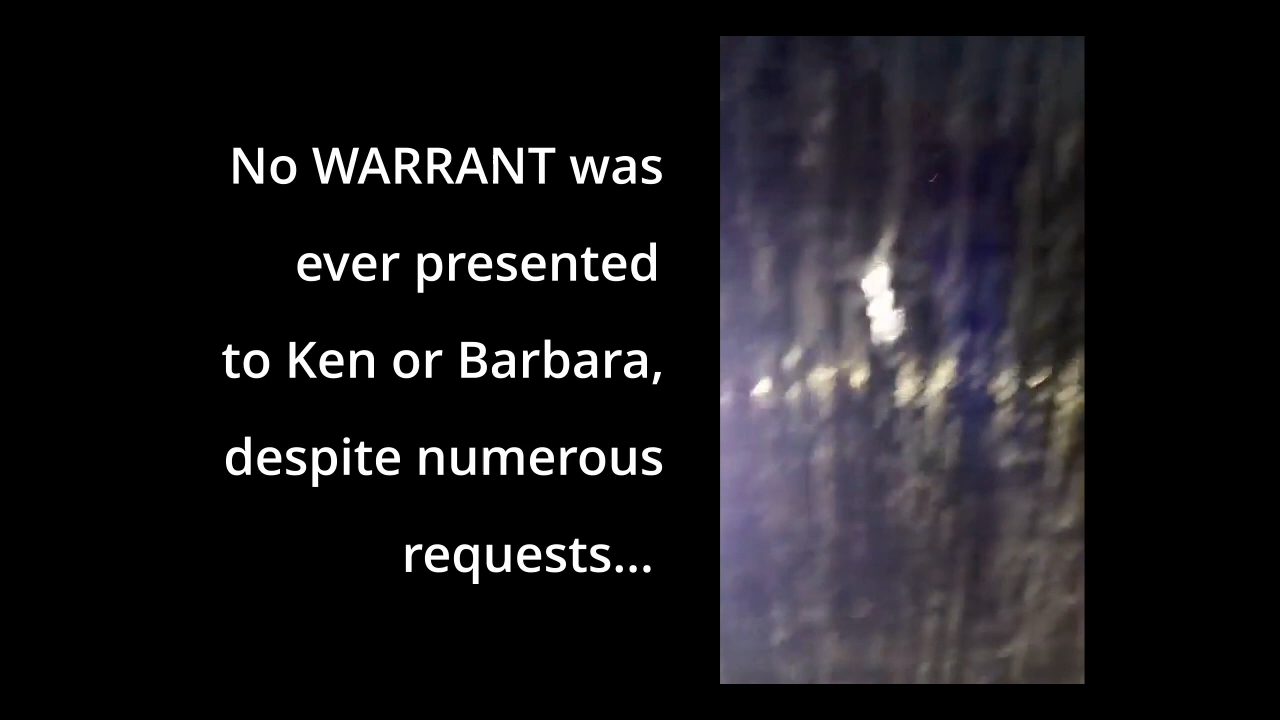 No WARRANT was
ever presented
to Ken or Barbara,
despite numerous
requests...